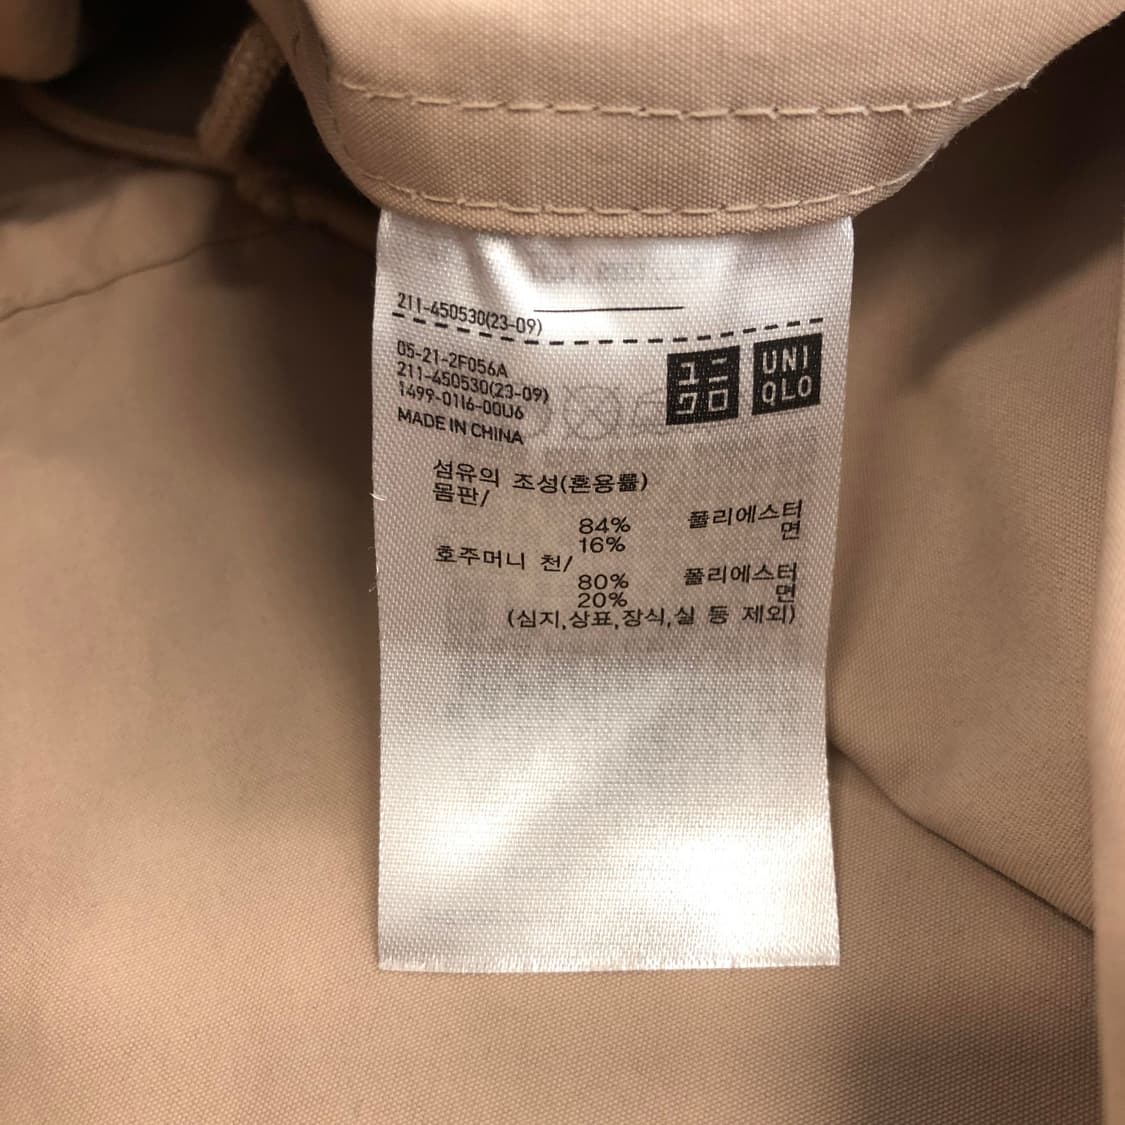 211-450530(23-09)
05-21-2F056A
211-450530(23-09)
1499-0116-00U6
MADE IN CHINA
ユニ
クロ
UNI
QLO
섬유의 조성(혼용률)
몸판/
84% 폴리에스터
16% 면
호주머니 천/
80% 폴리에스터
20% 면
(심지,상표,장식,실 등 제외)